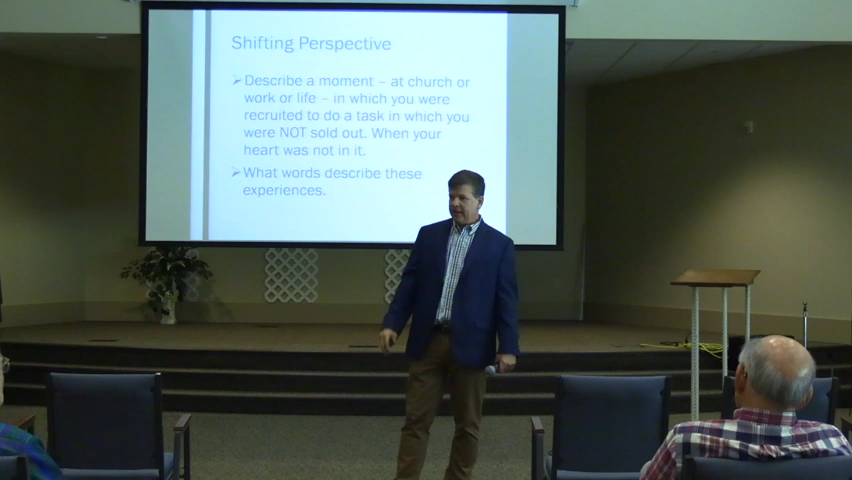 Shifting Perspective
➢Describe a moment – at church or
work or life – in which you were
recruited to do a task in which you
were NOT sold out. When your
heart was not in it.
➢What words describe these
experiences.